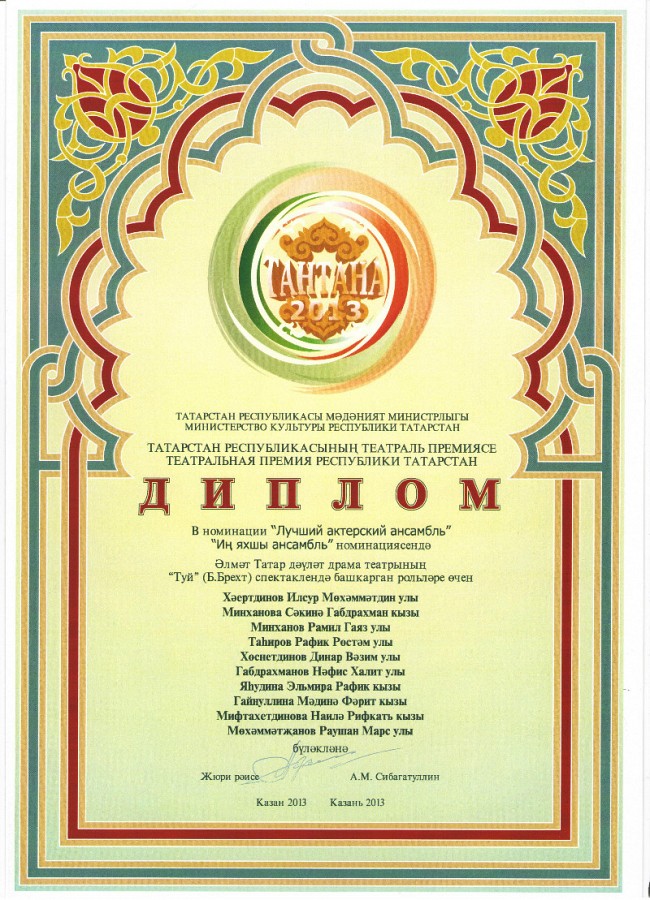 ТАНТАНА
2013
ТАТАРСТАН РЕСПУБЛИКАСЫ МӘДӘНИЯТ МИНИСТРЛЫГЫ
МИНИСТЕРСТВО КУЛЬТУРЫ РЕСПУБЛИКИ ТАТАРСТАН
ТАТАРСТАН РЕСПУБЛИКАСЫНЫҢ ТЕАТРАЛЬ ПРЕМИЯСЕ
ТЕАТРАЛЬНАЯ ПРЕМИЯ РЕСПУБЛИКИ ТАТАРСТАН
ДИПЛОМ
В номинации “Лучший актерский ансамбль”
“Иң яхшы ансамбль” номинациясендә
Әлмәт Татар дәүләт драма театрының
“Туй” (Б.Брехт) спектаклендә башкарган рольләре өчен
Хәертдинов Илсур Мөхәммәтдин улы
Минханова Сәкинә Габдрахман кызы
Минханов Рамил Гаяз улы
Таһиров Рафик Рөстәм улы
Хөснетдинов Динар Вәзим улы
Габдрахманов Нәфис Халит улы
Яһудина Эльмира Рафик кызы
Гайнуллина Мәдинә Фәрит кызы
Мифтахетдинова Наилә Рифкать кызы
Мөхәммәтҗанов Раушан Марс улы
бүләкләнә
Жюри рәисе А.М. Сибагатуллин
Казан 2013 Казань 2013